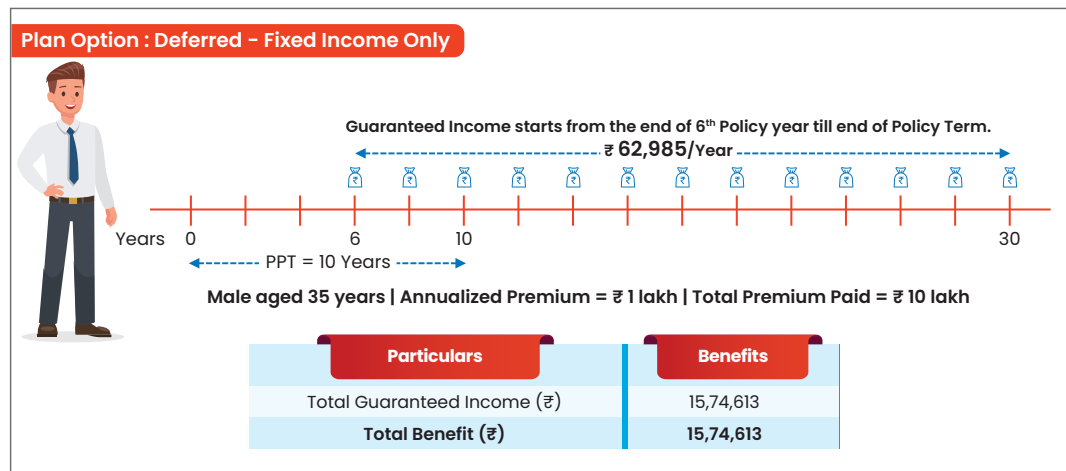 Plan Option : Deferred - Fixed Income Only
Guaranteed Income starts from the end of 6th Policy year till end of Policy Term.
₹ 62,985/Year
₹ ₹ ₹ ₹ ₹ ₹ ₹ ₹ ₹ ₹ ₹ ₹ ₹
Years 0 6 10 30
PPT = 10 Years
Male aged 35 years | Annualized Premium = ₹ 1 lakh | Total Premium Paid = ₹ 10 lakh
Particulars Benefits
Total Guaranteed Income (₹) 15,74,613
Total Benefit (₹) 15,74,613